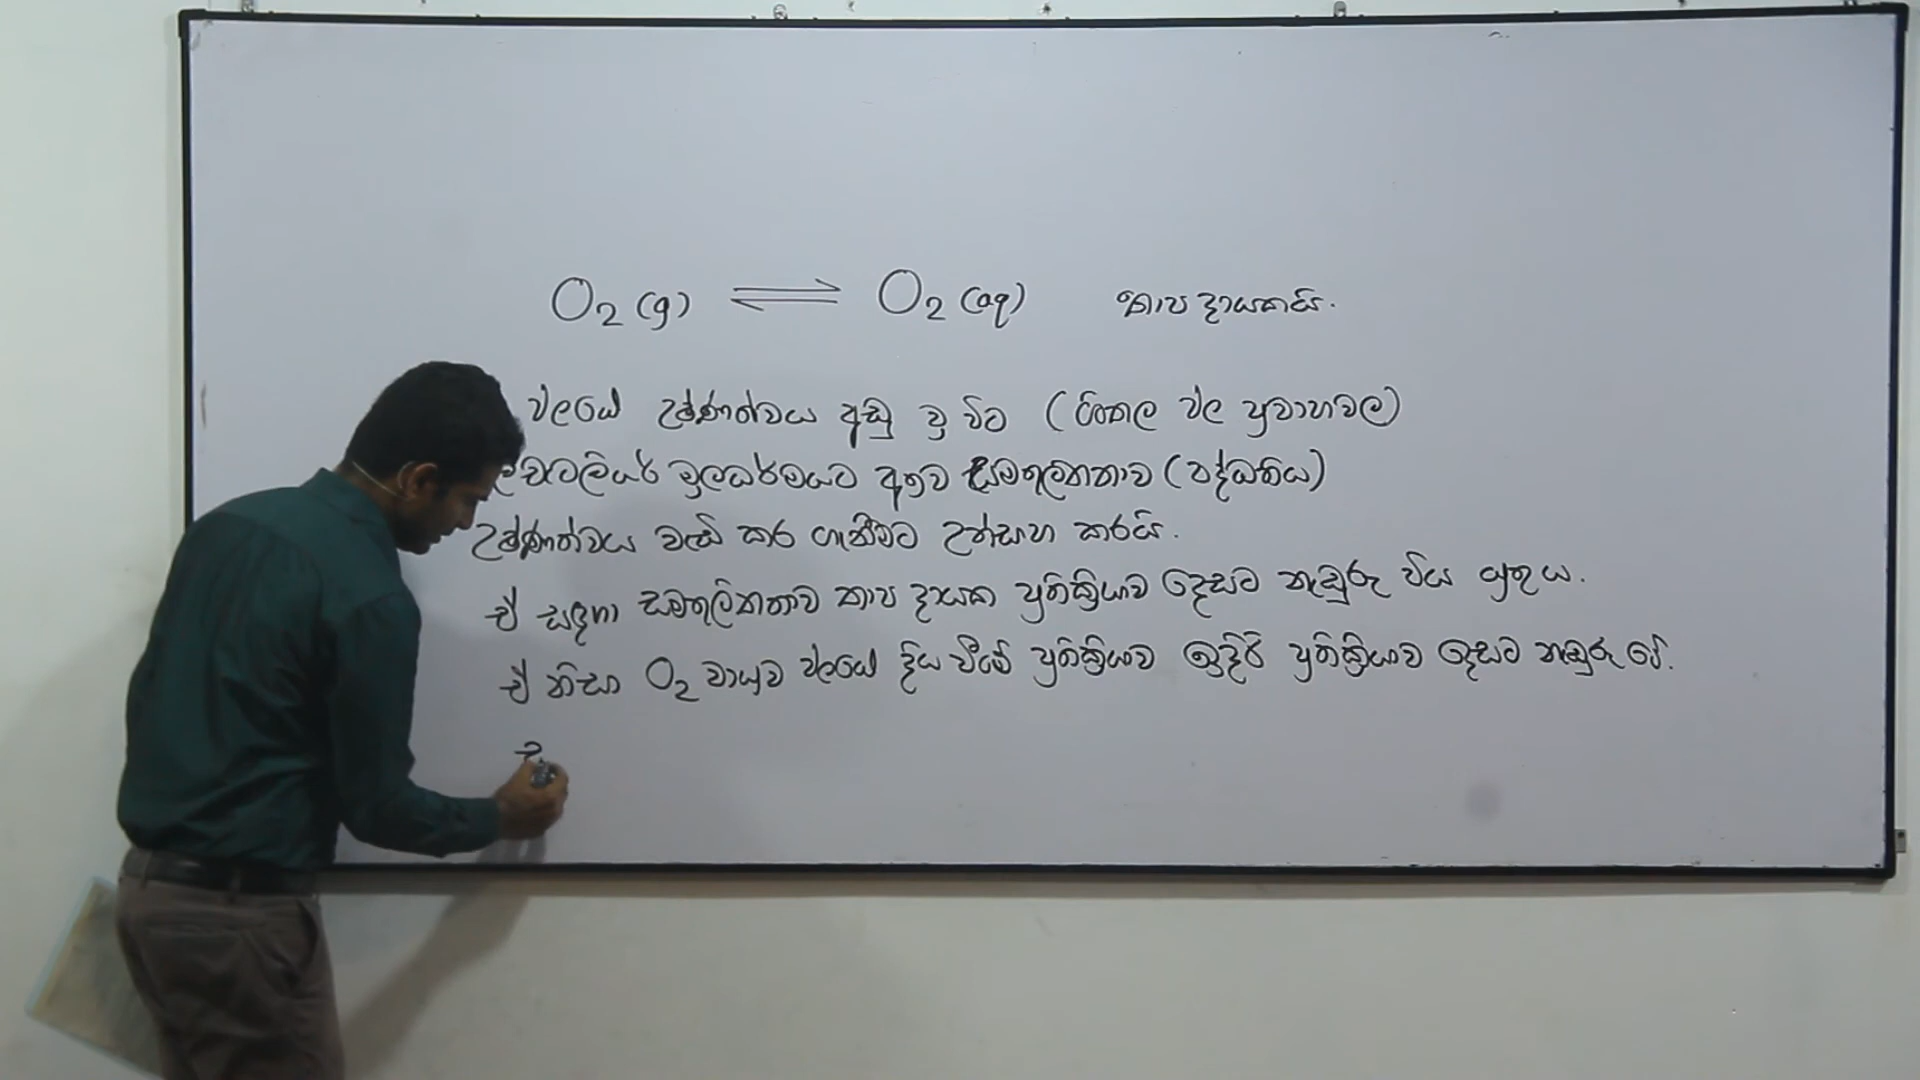 O₂ (g) ⇌ O₂ (aq) තාප දායකයි.
ජලයේ උෂ්ණත්වය අඩු වූ විට (සිතල ජල ප්‍රවාහවල)
ලේචැටලියර් මූලධර්මයට අනුව සමතුලිතතාව (පද්ධතිය)
උෂ්ණත්වය වැඩි කර ගැනීමට උත්සාහ කරයි.
ඒ සඳහා සමතුලිතතාව තාප දායක ප්‍රතික්‍රියාව දෙසට නැඹුරු විය යුතුය.
ඒ නිසා O₂ වායුව ජලයේ දිය වීමේ ප්‍රතික්‍රියාව ඉදිරි ප්‍රතික්‍රියාව දෙසට නැඹුරු වේ.